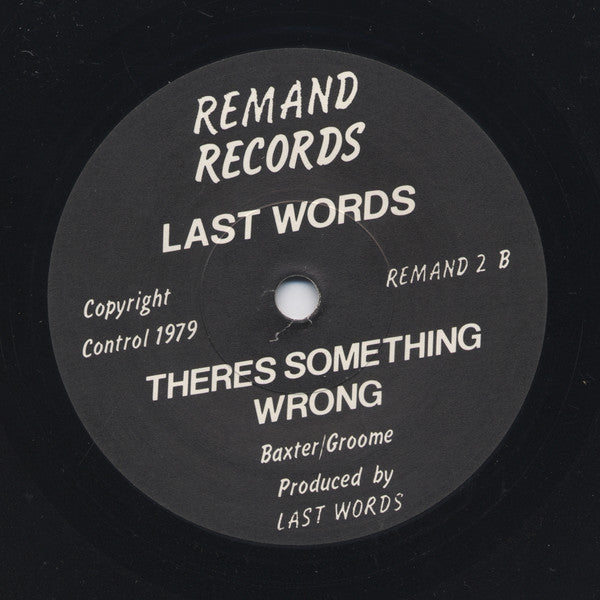 REMAND
RECORDS
LAST WORDS
REMAND 2 B
Copyright
Control 1979
THERES SOMETHING
WRONG
Baxter/Groome
Produced by
LAST WORDS